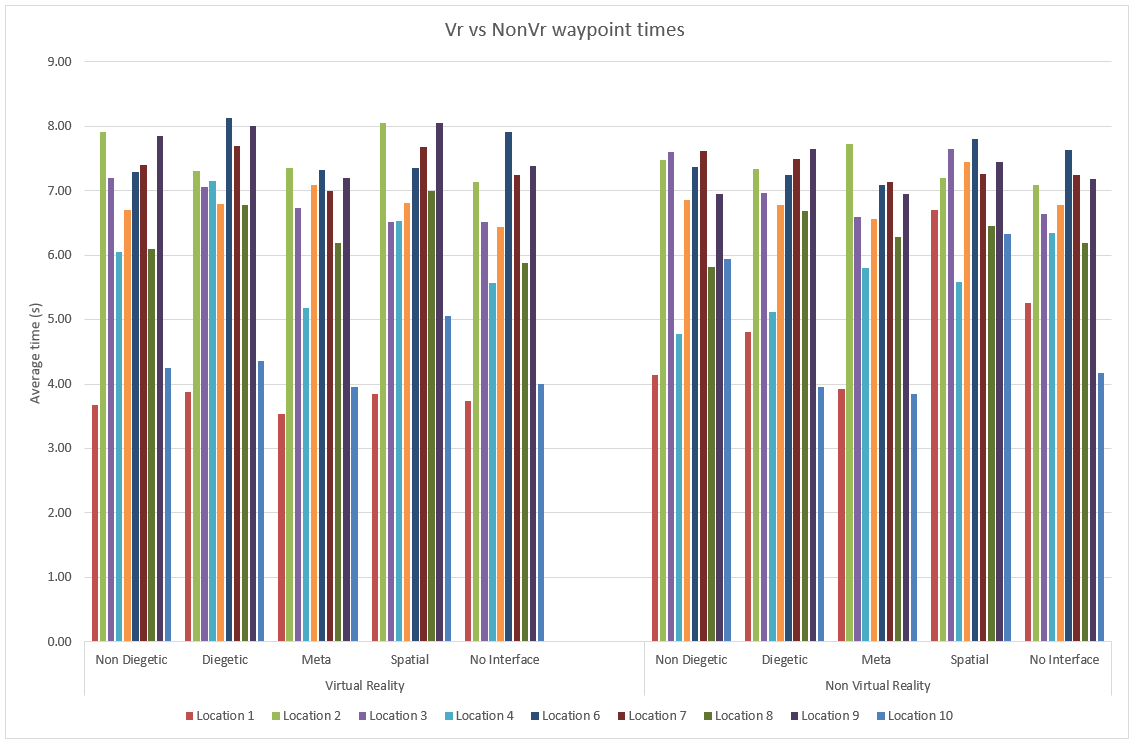 Vr vs NonVr waypoint times
9.00
8.00
7.00
6.00
5.00
4.00
3.00
2.00
1.00
0.00
Average time (s)
Non Diegetic Diegetic Meta Spatial No Interface Non Diegetic Diegetic Meta Spatial No Interface
Virtual Reality Non Virtual Reality
Location 1 Location 2 Location 3 Location 4 Location 6 Location 7 Location 8 Location 9 Location 10